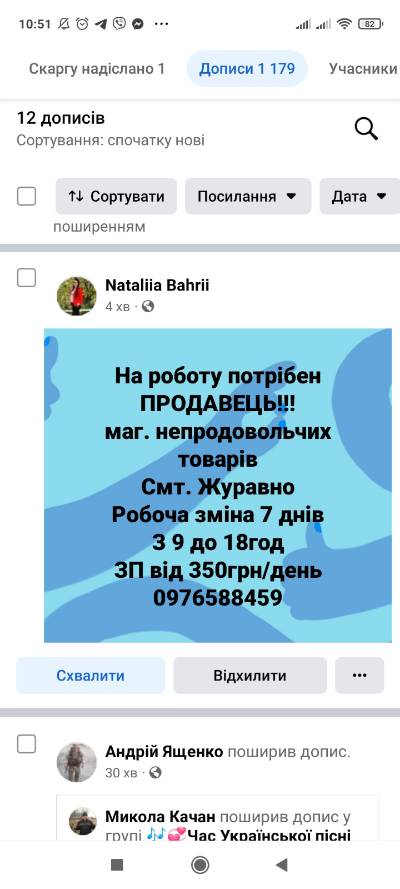 10:51 82
Скаргу надіслано 1 Дописи 1 179 Учасники
12 дописів
Сортування: спочатку нові
Сортувати Посилання Дата
поширенням
Nataliia Bahrii
4 хв ·
На роботу потрібен
ПРОДАВЕЦЬ!!!
маг. непродовольчих
товарів
Смт. Журавно
Робоча зміна 7 днів
З 9 до 18год
ЗП від 350грн/день
0976588459
Схвалити Відхилити ···
Андрій Ященко поширив допис.
30 хв ·
Микола Качан поширив допис у
групі 🎶💞Час Української пісні